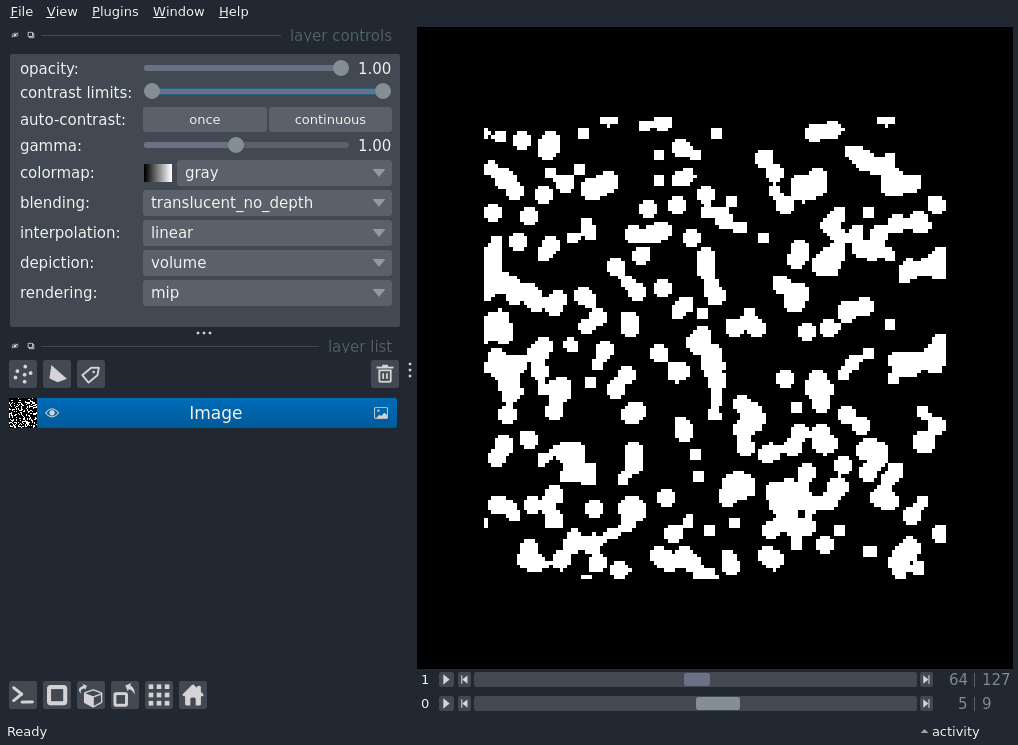 File View Plugins Window Help
layer controls
opacity: 1.00
contrast limits:
auto-contrast: once continuous
gamma: 1.00
colormap: gray
blending: translucent_no_depth
interpolation: linear
depiction: volume
rendering: mip
layer list
Image
1 64 | 127
0 5 | 9
Ready activity